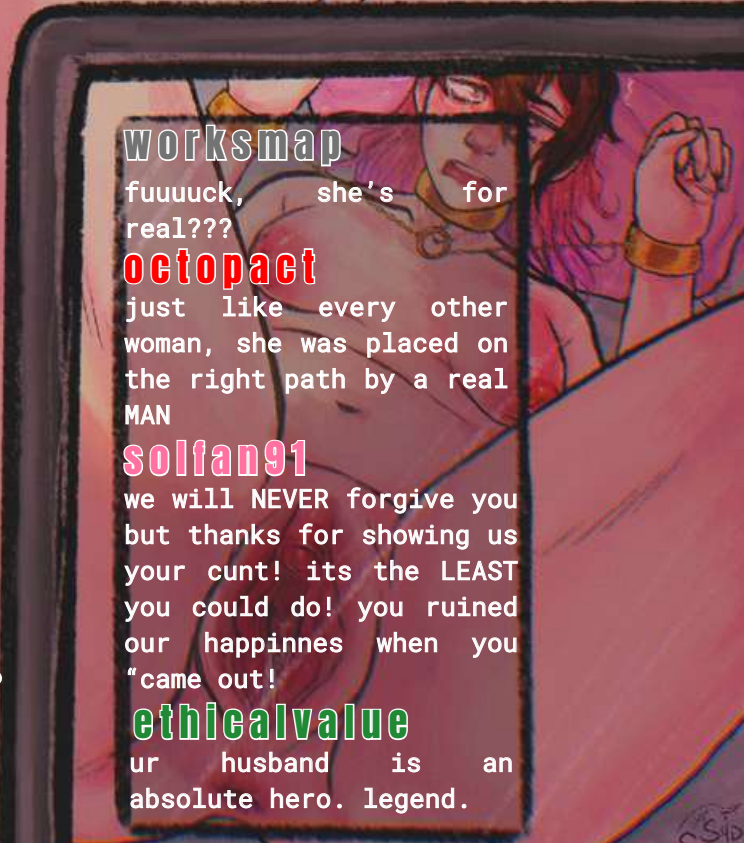 worksmap
fuuuuck, she's for
real???
octopact
just like every other
woman, she was placed on
the right path by a real
MAN
solfan91
we will NEVER forgive you
but thanks for showing us
your cunt! its the LEAST
you could do! you ruined
our happinnes when you
“came out!
ethicalvalue
ur husband is an
absolute hero. legend.